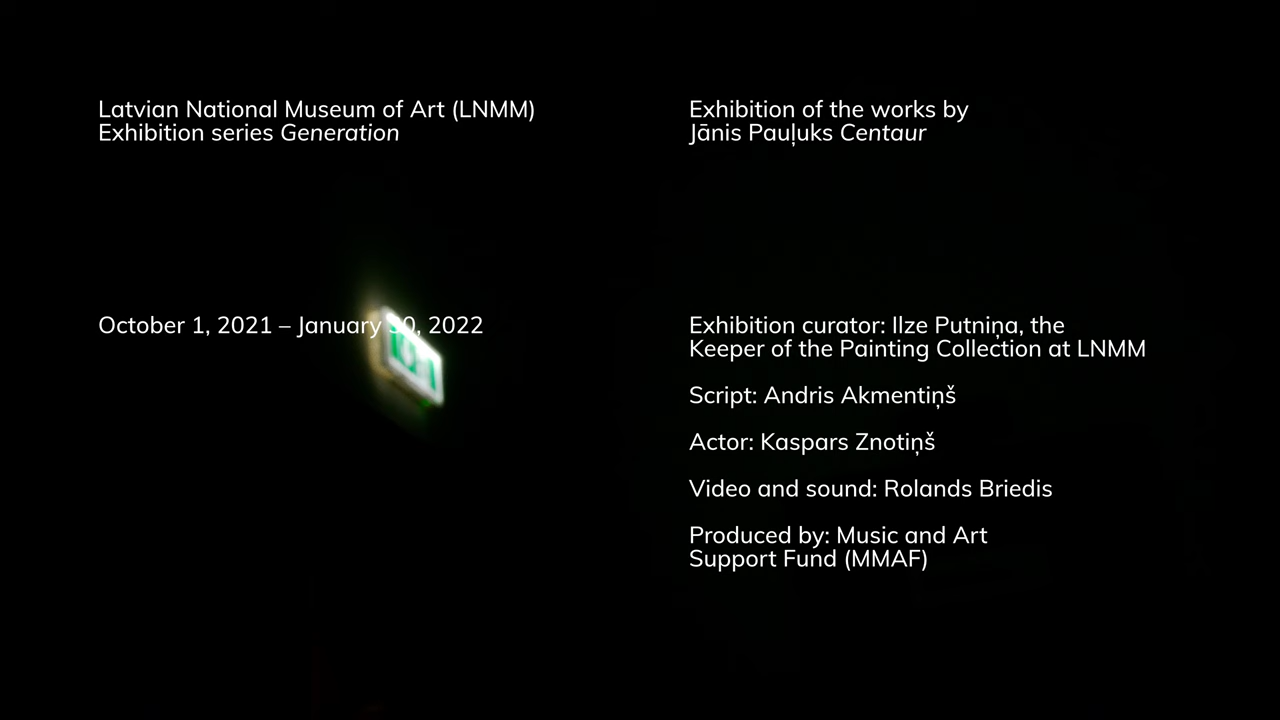 Latvian National Museum of Art (LNMM)
Exhibition series Generation
Exhibition of the works by
Jānis Pauļuks Centaur
October 1, 2021 – January 30, 2022
Exhibition curator: Ilze Putniņa, the
Keeper of the Painting Collection at LNMM
Script: Andris Akmentiņš
Actor: Kaspars Znotiņš
Video and sound: Rolands Briedis
Produced by: Music and Art
Support Fund (MMAF)